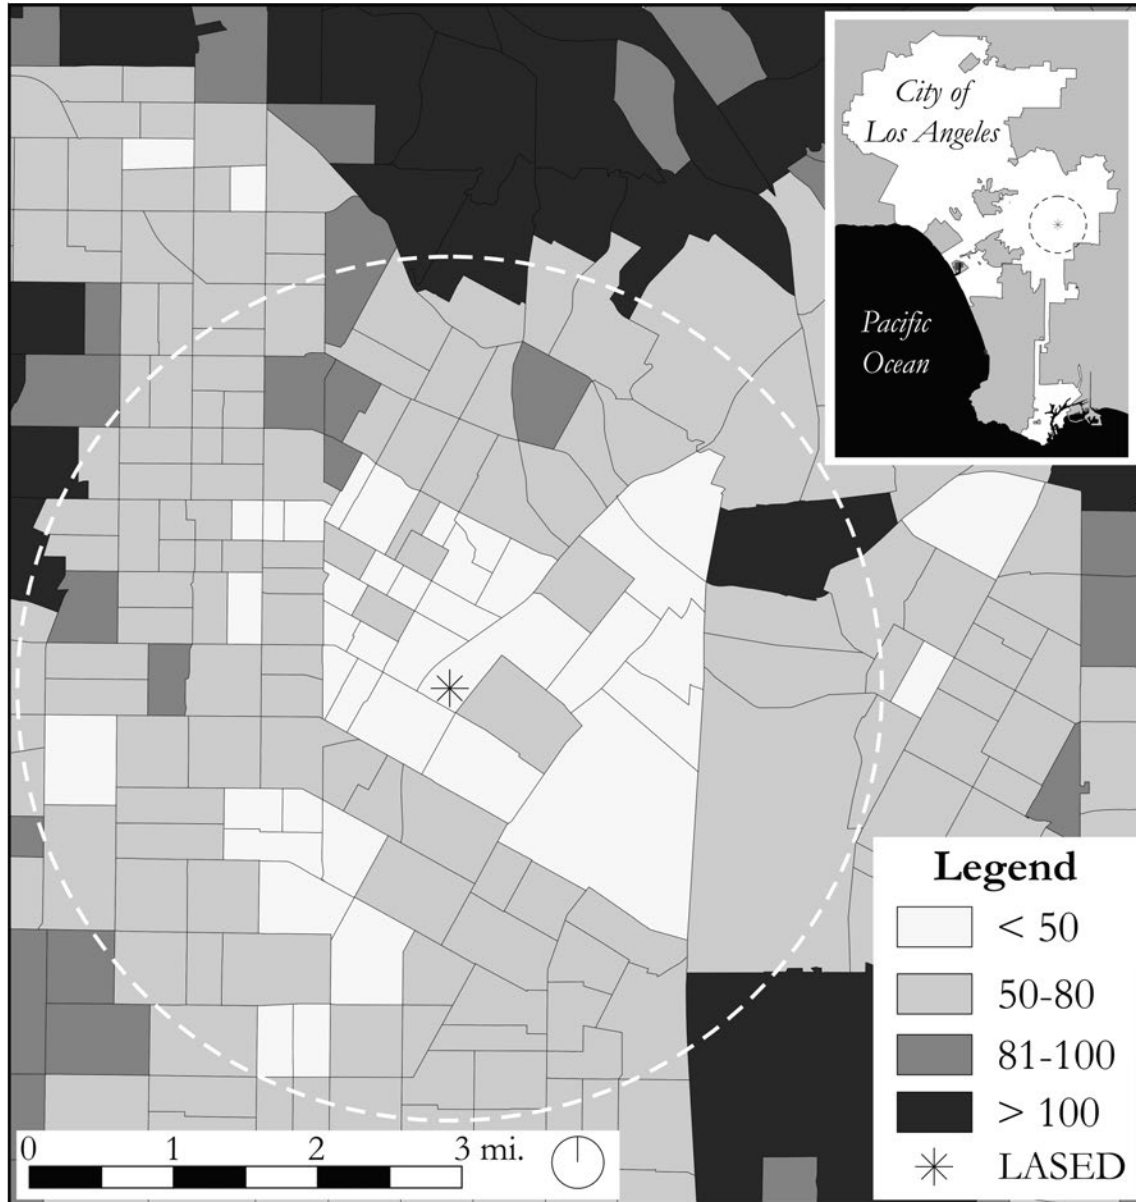 City of
Los Angeles
Pacific
Ocean
Legend
< 50
50-80
81-100
> 100
LASED
0 1 2 3 mi.